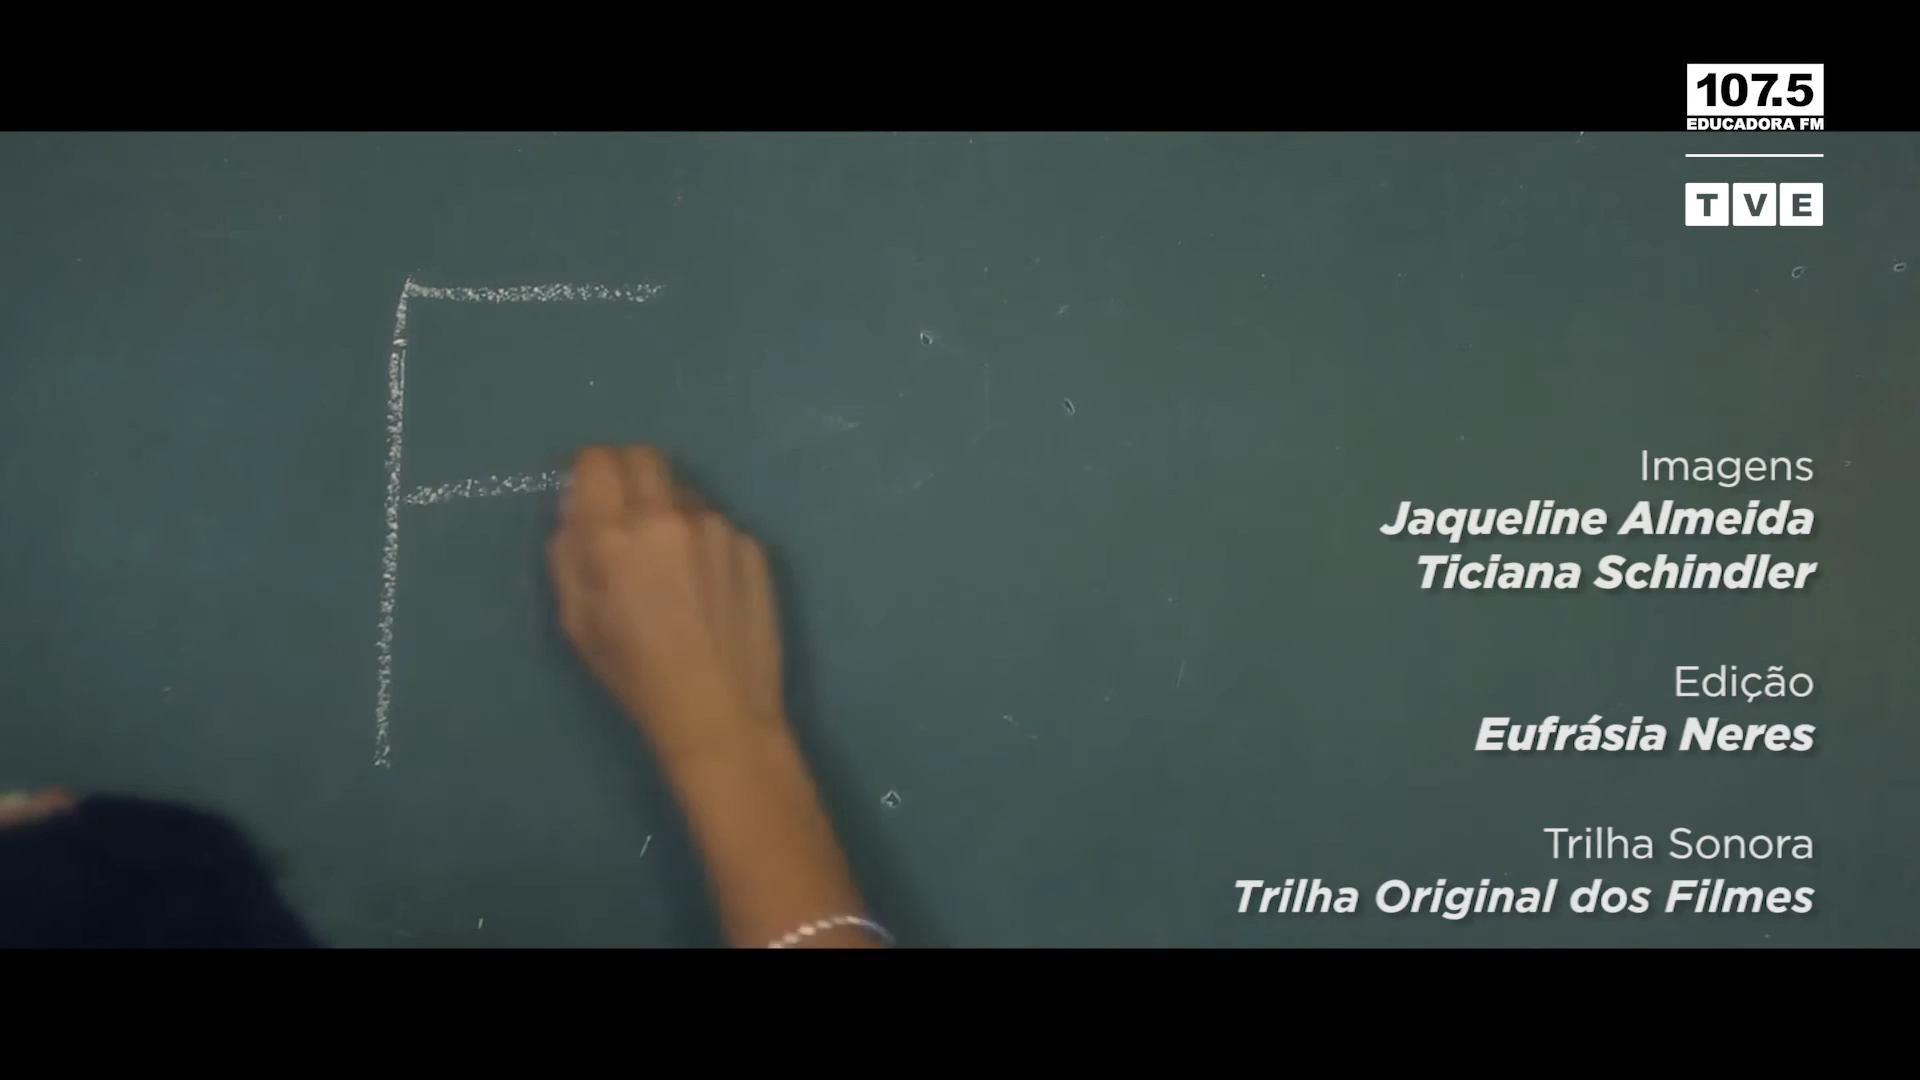 107.5
EDUCADORA FM
TVE
F
Imagens
Jaqueline Almeida
Ticiana Schindler
Edição
Eufrásia Neres
Trilha Sonora
Trilha Original dos Filmes